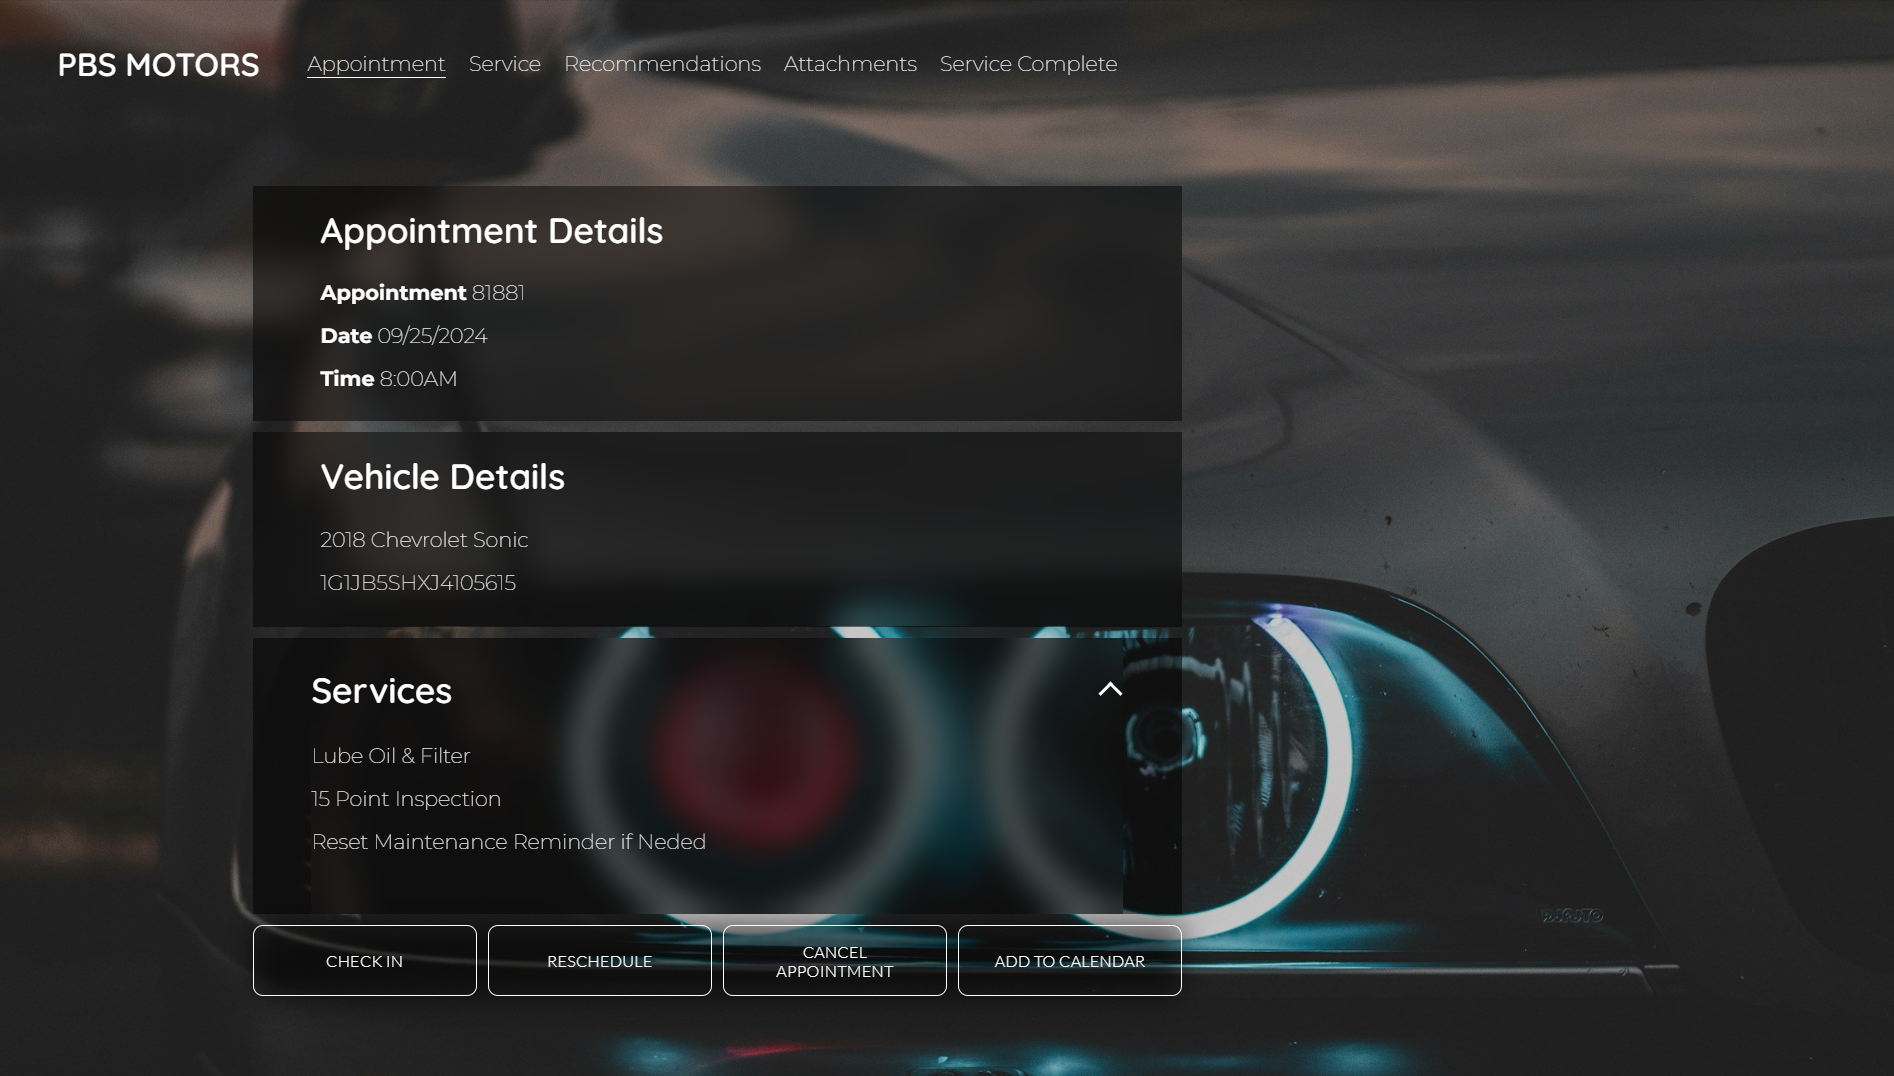 PBS MOTORS
Appointment Service Recommendations Attachments Service Complete
Appointment Details
Appointment 81881
Date 09/25/2024
Time 8:00AM
Vehicle Details
2018 Chevrolet Sonic
1G1JB5SHXJ4105615
Services
Lube Oil & Filter
15 Point Inspection
Reset Maintenance Reminder if Neded
CHECK IN
RESCHEDULE
CANCEL
APPOINTMENT
ADD TO CALENDAR